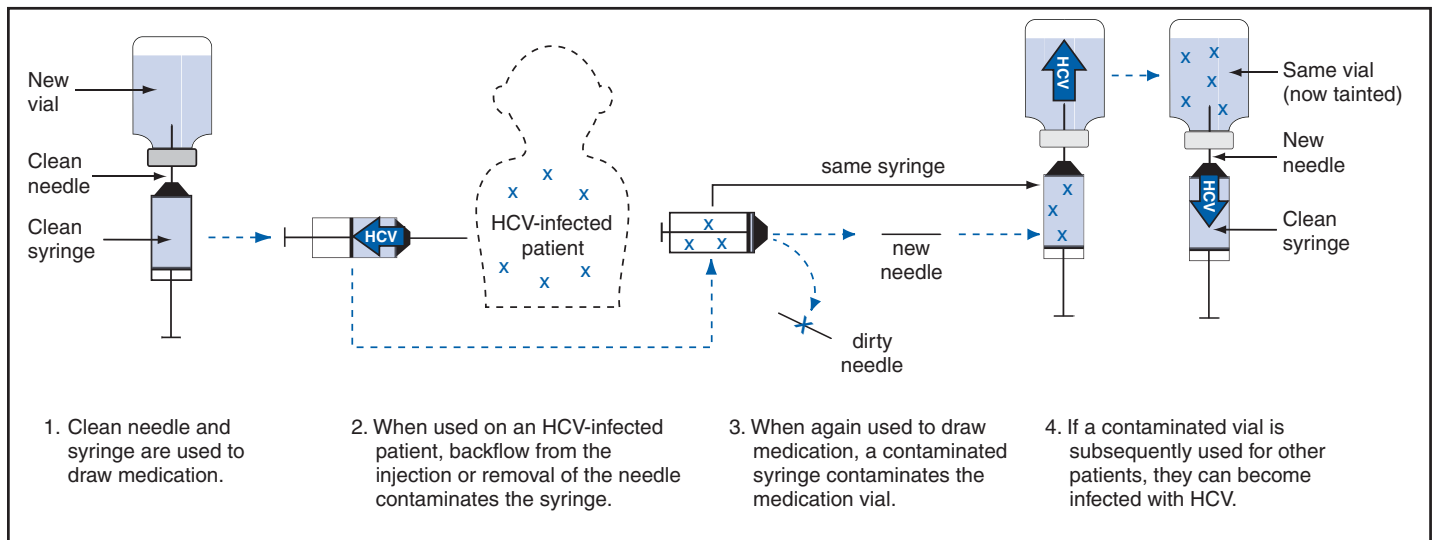 New
vial
Clean
needle
Clean
syringe
HCV
HCV-infected
patient
x
x
x
x
x
x
x
x
x
same syringe
new
needle
dirty
needle
HCV
x
x
x
x
x
x
x
x
HCV
Same vial
(now tainted)
New
needle
Clean
syringe
1. Clean needle and
syringe are used to
draw medication.
2. When used on an HCV-infected
patient, backflow from the
injection or removal of the needle
contaminates the syringe.
3. When again used to draw
medication, a contaminated
syringe contaminates the
medication vial.
4. If a contaminated vial is
subsequently used for other
patients, they can become
infected with HCV.